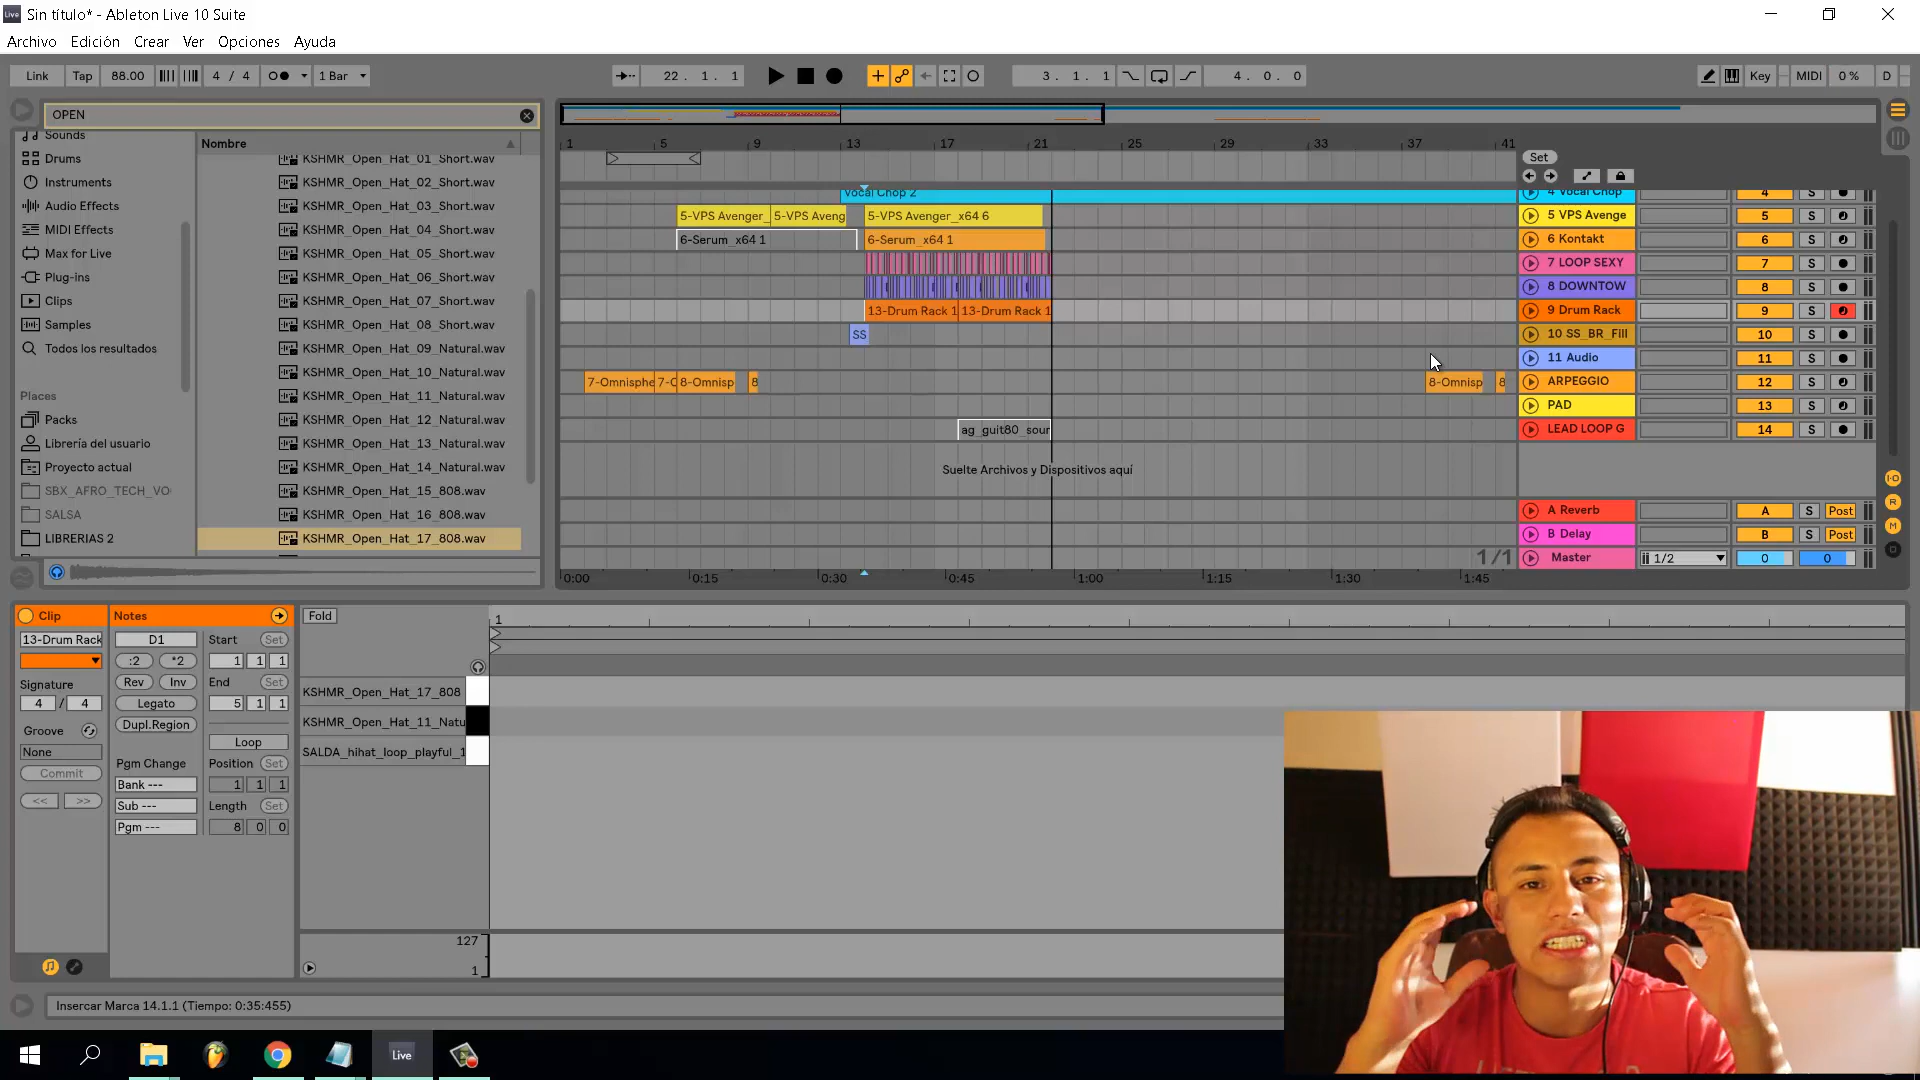 Live Sin título* - Ableton Live 10 Suite
Archivo Edición Crear Ver Opciones Ayuda
Link Tap 88.00 4 / 4 1 Bar 22 . 1 . 1 3 . 1 . 1 4 . 0 . 0 Key MIDI 0 % D
OPEN
Sounds
Drums
Instruments
Audio Effects
MIDI Effects
Max for Live
Plug-ins
Clips
Samples
Todos los resultados
Places
Packs
Librería del usuario
Proyecto actual
SBX_AFRO_TECH_VO
SALSA
LIBRERIAS 2
Nombre
KSHMR_Open_Hat_01_Short.wav
KSHMR_Open_Hat_02_Short.wav
KSHMR_Open_Hat_03_Short.wav
KSHMR_Open_Hat_04_Short.wav
KSHMR_Open_Hat_05_Short.wav
KSHMR_Open_Hat_06_Short.wav
KSHMR_Open_Hat_07_Short.wav
KSHMR_Open_Hat_08_Short.wav
KSHMR_Open_Hat_09_Natural.wav
KSHMR_Open_Hat_10_Natural.wav
KSHMR_Open_Hat_11_Natural.wav
KSHMR_Open_Hat_12_Natural.wav
KSHMR_Open_Hat_13_Natural.wav
KSHMR_Open_Hat_14_Natural.wav
KSHMR_Open_Hat_15_808.wav
KSHMR_Open_Hat_16_808.wav
KSHMR_Open_Hat_17_808.wav
1 5 9 13 17 21 25 29 33 37 41
Set
Vocal Chop 2 4 Vocal Chop 4 S
5-VPS Avenger_ 5-VPS Aveng 5-VPS Avenger_x64 6 5 VPS Avenge 5 S
6-Serum_x64 1 6-Serum_x64 1 6 Kontakt 6 S
7 LOOP SEXY 7 S
8 DOWNTOW 8 S
13-Drum Rack 1 13-Drum Rack 1 9 Drum Rack 9 S
SS 10 SS_BR_Fill 10 S
11 Audio 11 S
7-Omnisphe 7-O 8-Omnisp 8 8-Omnisp 8 ARPEGGIO 12 S
PAD 13 S
ag_guit80_sour LEAD LOOP G 14 S
Suelte Archivos y Dispositivos aquí
A Reverb A S Post
B Delay B S Post
1/1 Master 1/2 0 0
0:00 0:15 0:30 0:45 1:00 1:15 1:30 1:45
Clip
13-Drum Rack
Signature
4 / 4
Groove
None
Commit
<< >>
Notes
D1
:2 *2
Rev Inv
Legato
Dupl.Region
Pgm Change
Bank ---
Sub ---
Pgm ---
Start Set
1 1 1
End Set
5 1 1
Loop
Position Set
1 1 1
Length Set
8 0 0
Fold
1
KSHMR_Open_Hat_17_808
KSHMR_Open_Hat_11_Natu
SALDA_hihat_loop_playful_1
127
1
Insercar Marca 14.1.1 (Tiempo: 0:35:455)
Live